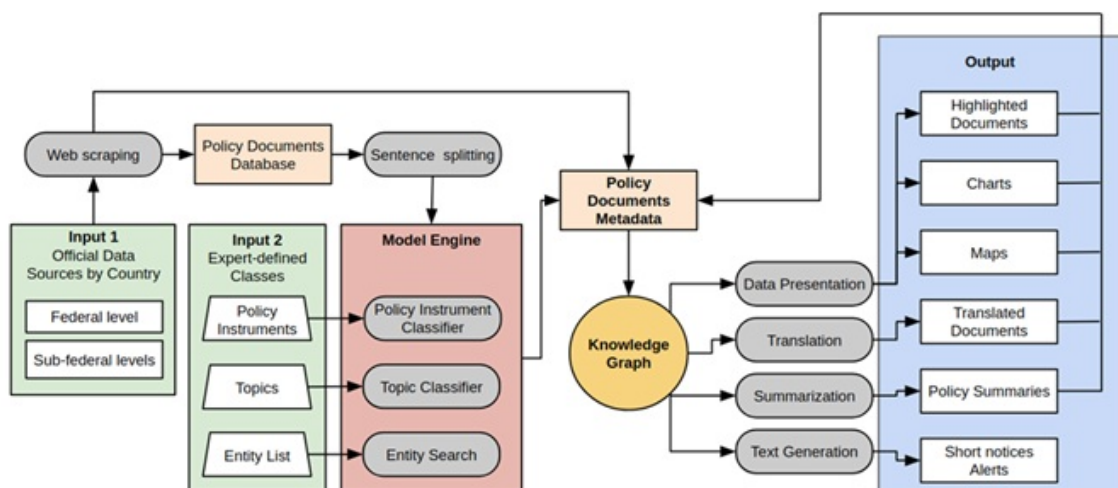 Output
Highlighted
Documents
Web scraping
Policy Documents
Database
Sentence splitting
Charts
Policy
Documents
Metadata
Input 1
Official Data
Sources by Country
Federal level
Sub-federal levels
Input 2
Expert-defined
Classes
Policy
Instruments
Topics
Entity List
Model Engine
Policy Instrument
Classifier
Topic Classifier
Entity Search
Maps
Knowledge
Graph
Data Presentation
Translation
Summarization
Text Generation
Translated
Documents
Policy Summaries
Short notices
Alerts